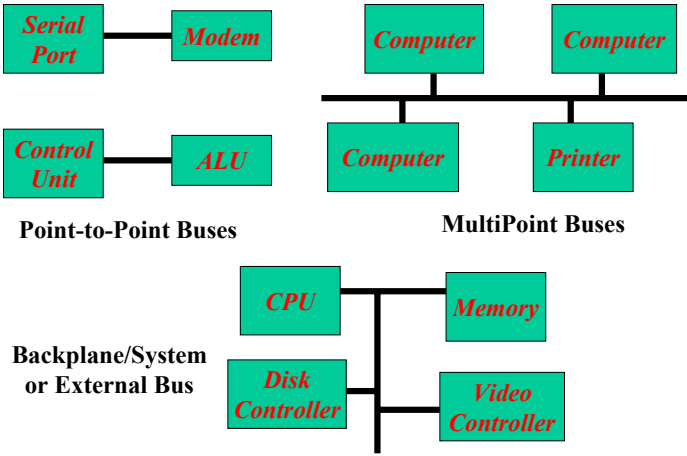 Serial
Port
Modem
Computer
Computer
Control
Unit
ALU
Computer
Printer
Point-to-Point Buses
MultiPoint Buses
CPU
Memory
Backplane/System
or External Bus
Disk
Controller
Video
Controller